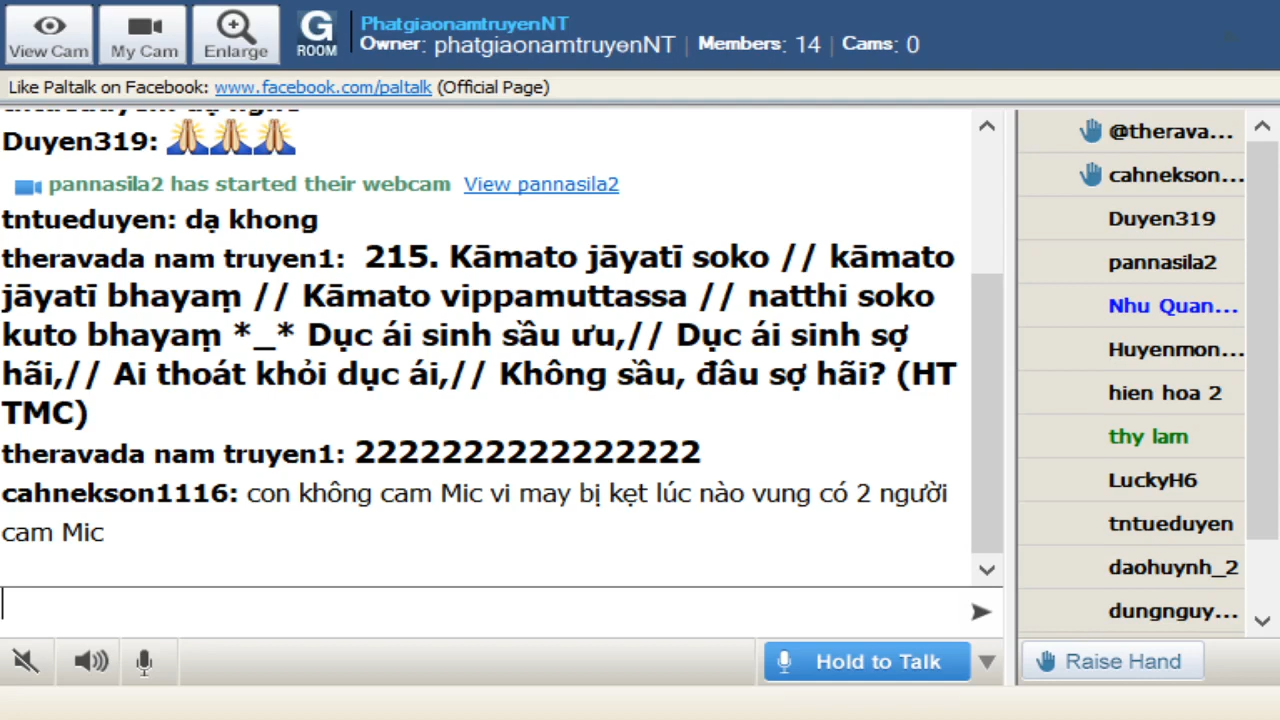 View Cam
My Cam
Enlarge
G
ROOM
PhatgiaonamtruyenNT
Owner: phatgiaonamtruyenNT | Members: 14 | Cams: 0
Like Paltalk on Facebook: www.facebook.com/paltalk (Official Page)
Duyen319: 🙏🙏🙏
pannasila2 has started their webcam View pannasila2
tntueduyen: dạ khong
theravada nam truyen1: 215. Kāmato jāyatī soko // kāmato
jāyatī bhayaṃ // Kāmato vippamuttassa // natthi soko
kuto bhayaṃ *_* Dục ái sinh sầu ưu,// Dục ái sinh sợ
hãi,// Ai thoát khỏi dục ái,// Không sầu, đâu sợ hãi? (HT
TMC)
theravada nam truyen1: 2222222222222222
cahnekson1116: con không cam Mic vi may bị kẹt lúc nào vung có 2 người
cam Mic
Hold to Talk
@therava...
cahnekson...
Duyen319
pannasila2
Nhu Quan...
Huyenmon...
hien hoa 2
thy lam
LuckyH6
tntueduyen
daohuynh_2
dungnguy...
Raise Hand